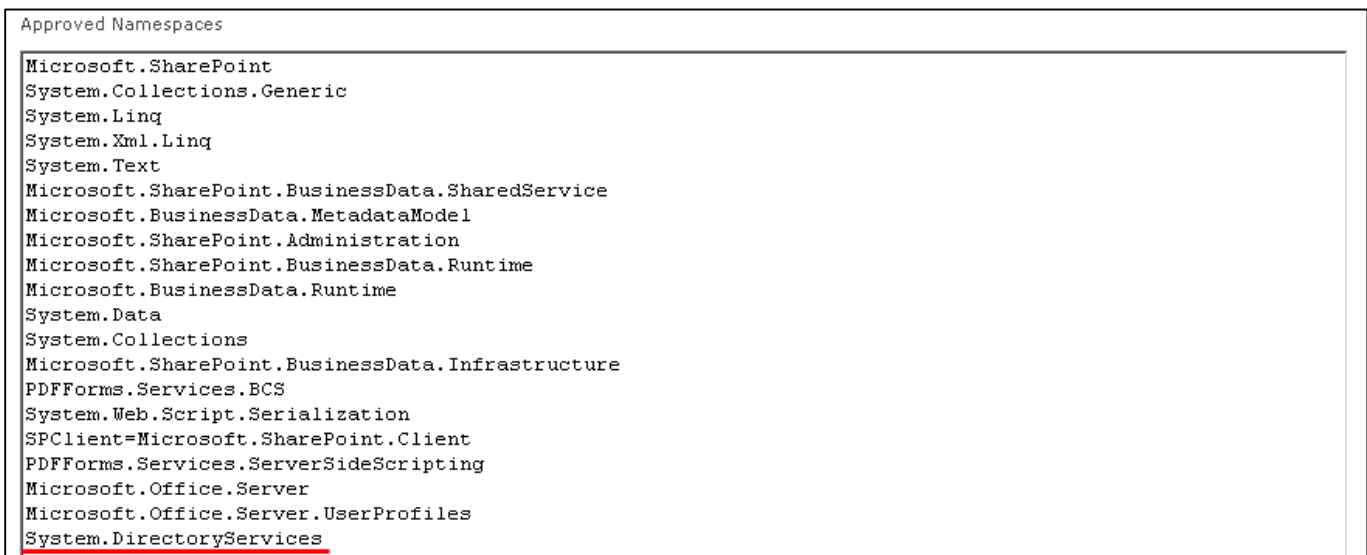 Approved Namespaces
Microsoft.SharePoint
System.Collections.Generic
System.Linq
System.Xml.Linq
System.Text
Microsoft.SharePoint.BusinessData.SharedService
Microsoft.BusinessData.MetadataModel
Microsoft.SharePoint.Administration
Microsoft.SharePoint.BusinessData.Runtime
Microsoft.BusinessData.Runtime
System.Data
System.Collections
Microsoft.SharePoint.BusinessData.Infrastructure
PDFForms.Services.BCS
System.Web.Script.Serialization
SPClient=Microsoft.SharePoint.Client
PDFForms.Services.ServerSideScripting
Microsoft.Office.Server
Microsoft.Office.Server.UserProfiles
System.DirectoryServices